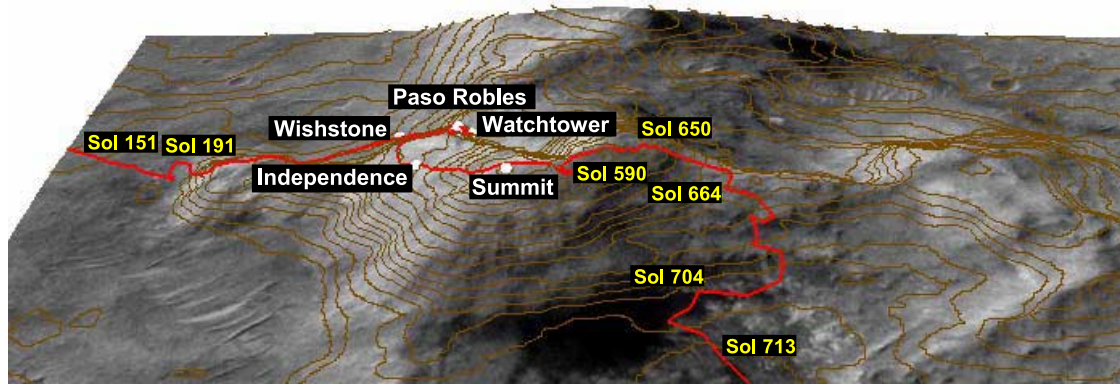 Paso Robles
Wishstone
Watchtower
Sol 650
Sol 151
Sol 191
Independence
Summit
Sol 590
Sol 664
Sol 704
Sol 713